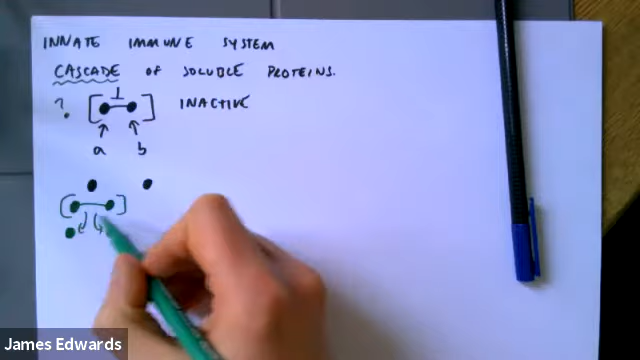 INNATE IMMUNE SYSTEM
CASCADE OF SOLUBLE PROTEINS.
? [ ] INACTIVE
a b
James Edwards